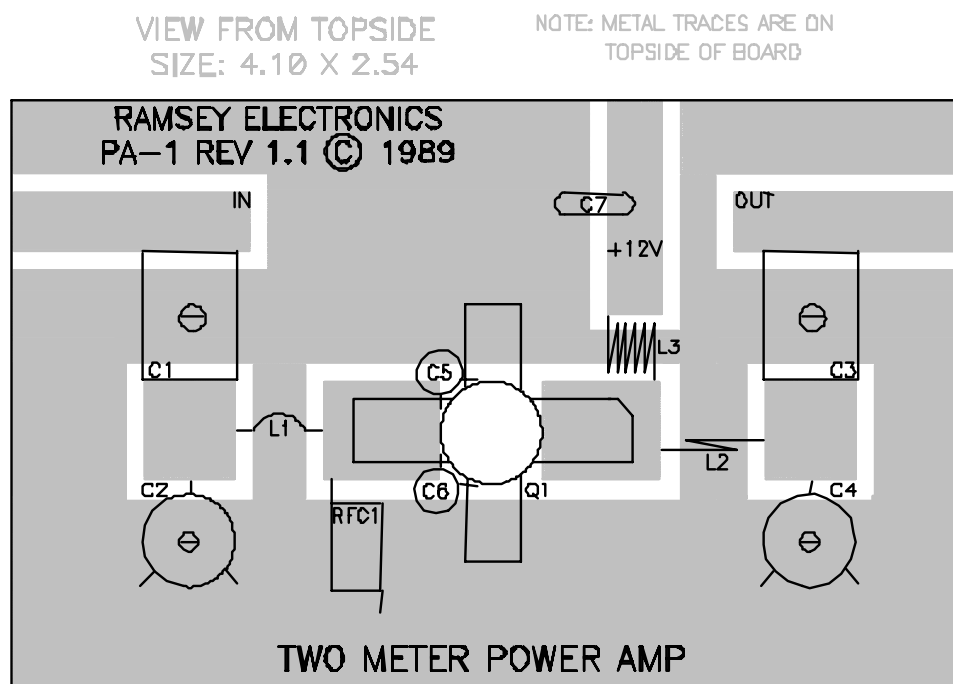 VIEW FROM TOPSIDE
SIZE: 4.10 X 2.54
NOTE: METAL TRACES ARE ON
TOPSIDE OF BOARD
RAMSEY ELECTRONICS
PA-1 REV 1.1 © 1989
IN
C7
OUT
+12V
L3
C1
C5
C3
L1
L2
C2
C6
Q1
C4
RFC1
TWO METER POWER AMP